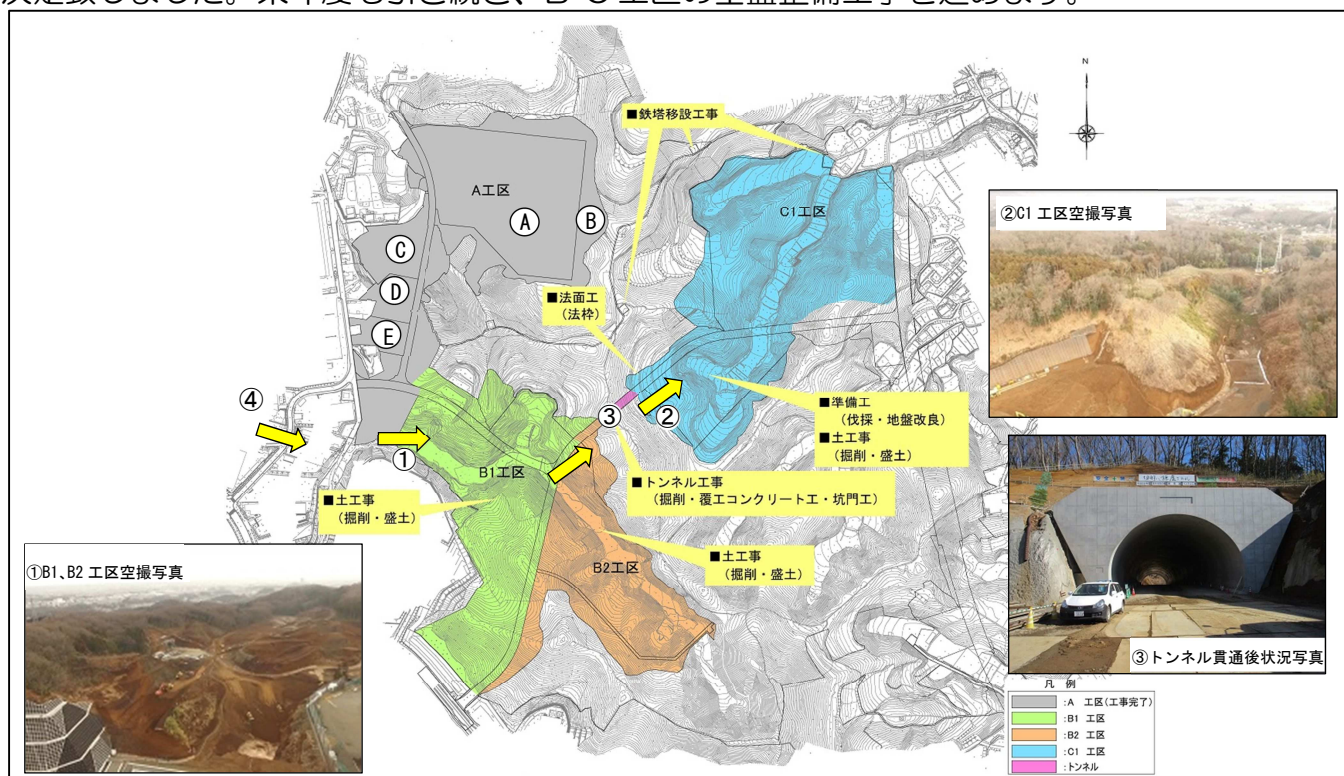 ■鉄塔移設工事
N
A工区
Ⓐ
Ⓑ
C1工区
Ⓒ
Ⓓ
Ⓔ
②C1 工区空撮写真
■法面工
（法枠）
④
①
③
②
■準備工
（伐採・地盤改良）
■土工事
（掘削・盛土）
B1工区
■トンネル工事
（掘削・覆工コンクリート工・坑門工）
■土工事
（掘削・盛土）
■土工事
（掘削・盛土）
B2工区
①B1、B2 工区空撮写真
③トンネル貫通後状況写真
凡　例
:A　工区(工事完了)
:B1 工区
:B2 工区
:C1 工区
:トンネル